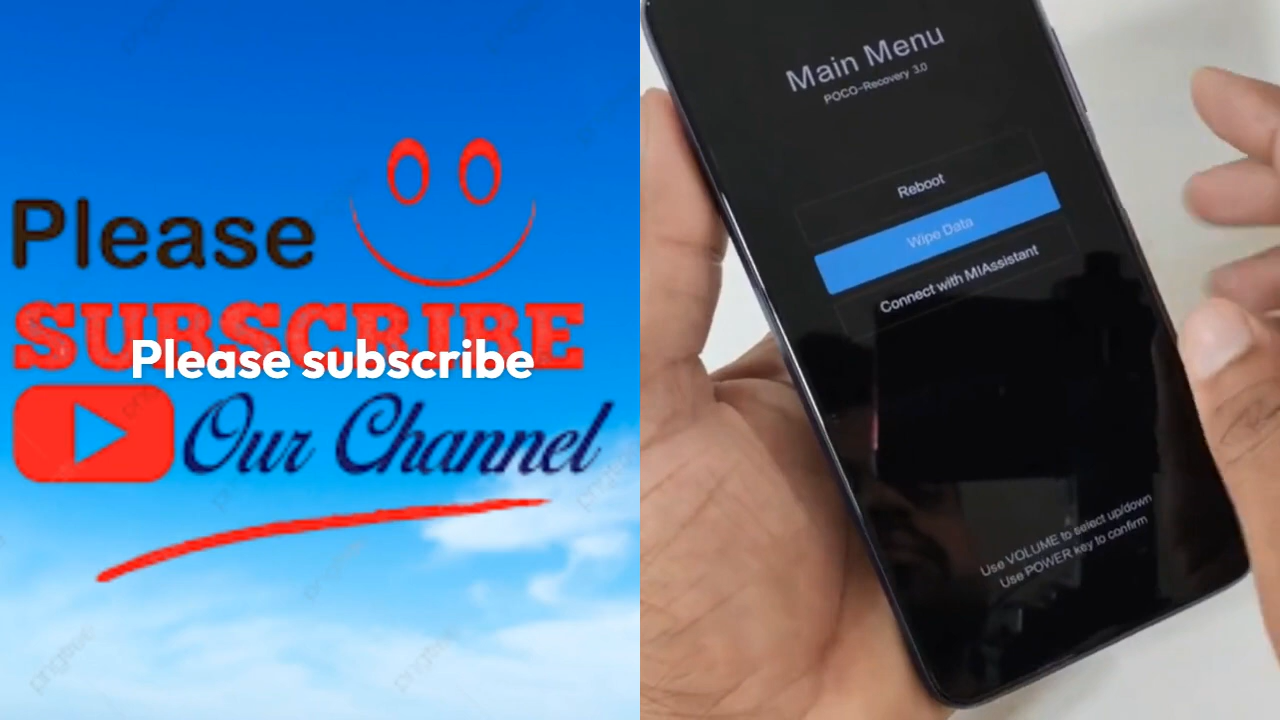 Please
SUBSCRIBE
Please subscribe
Our Channel
Main Menu
POCO-Recovery 3.0
Reboot
Wipe Data
Connect with MIAssistant
Use VOLUME to select up/down
Use POWER key to confirm